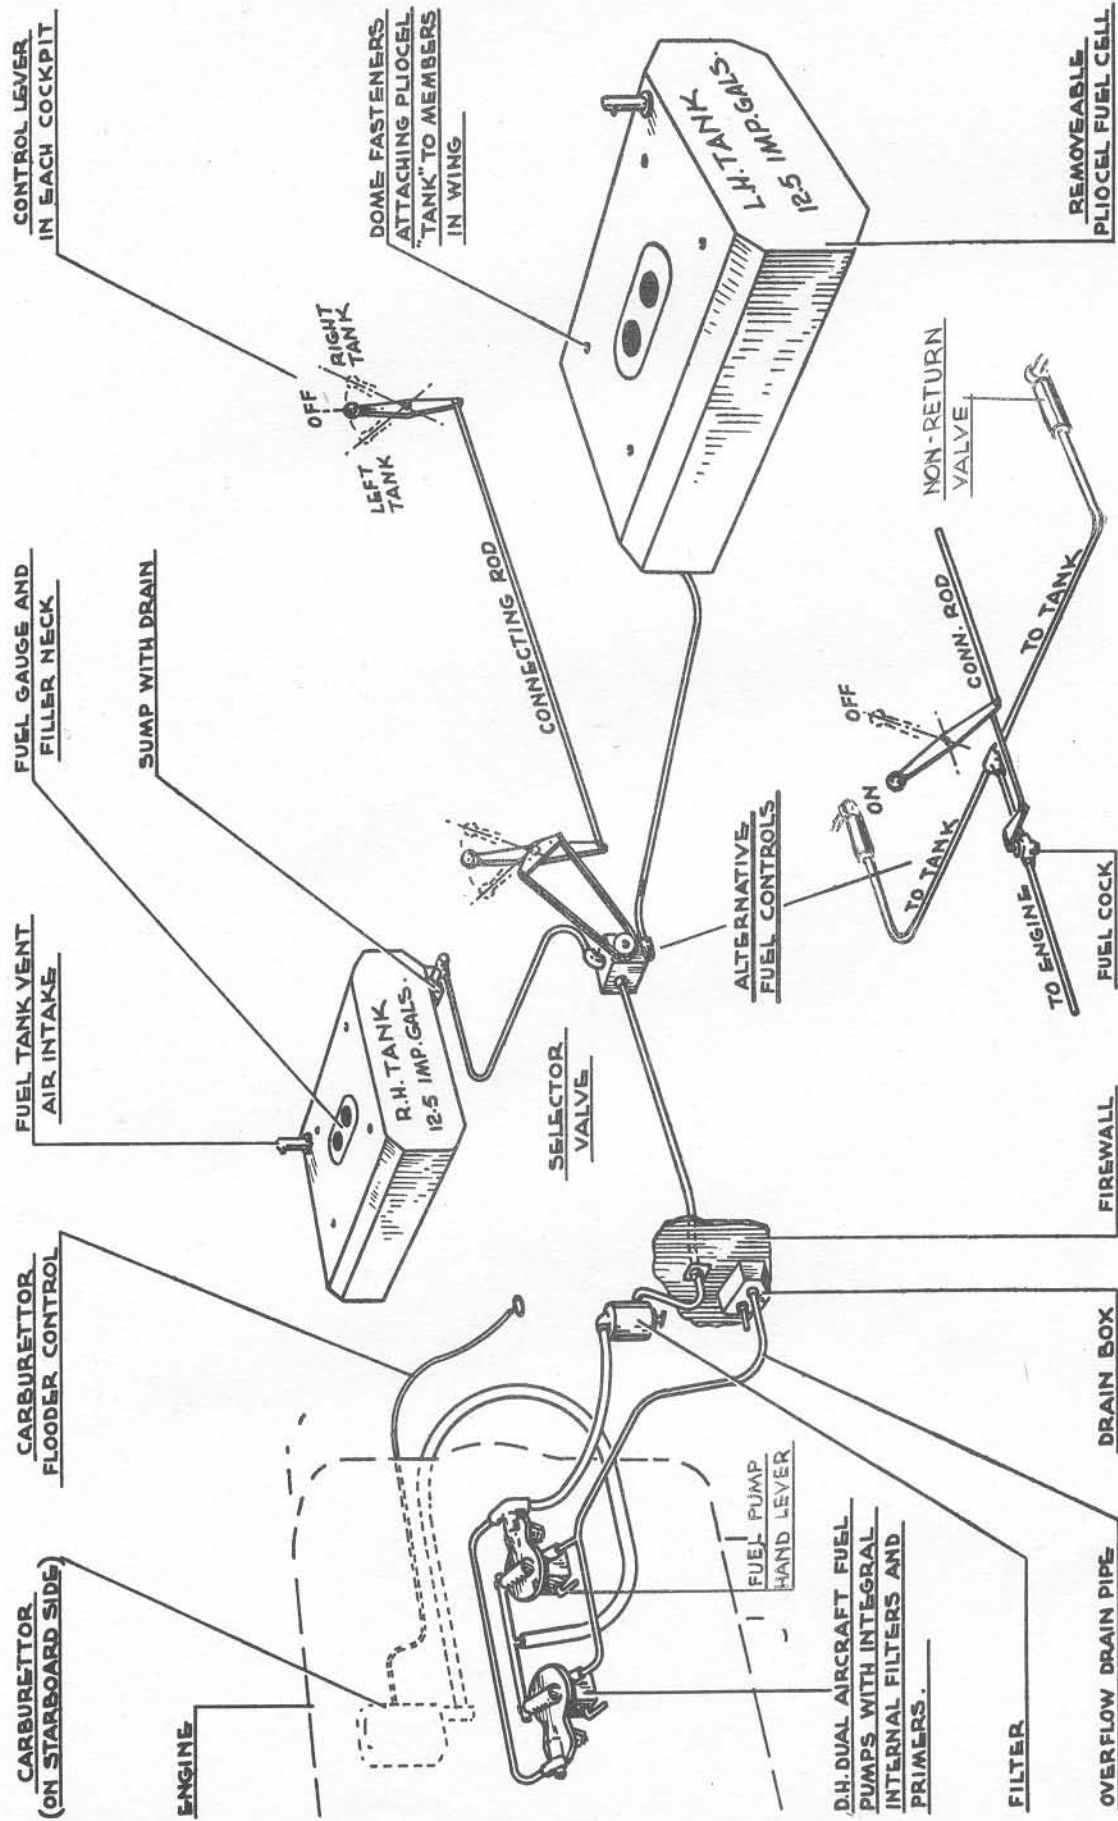 CARBURETTOR
(ON STARBOARD SIDE)
CARBURETTOR
FLOODER CONTROL
FUEL TANK VENT
AIR INTAKE
FUEL GAUGE AND
FILLER NECK
CONTROL LEVER
IN EACH COCKPIT
ENGINE
SUMP WITH DRAIN
DOME FASTENERS
ATTACHING PLIOCEL
"TANK" TO MEMBERS
IN WING
OFF
LEFT
TANK
RIGHT
TANK
R.H. TANK
12.5 IMP. GALS.
CONNECTING ROD
L.H. TANK
12.5 IMP. GALS.
SELECTOR
VALVE
FUEL PUMP
HAND LEVER
ALTERNATIVE
FUEL CONTROLS
ON
OFF
TO TANK
CONN. ROD
TO TANK
TO ENGINE
NON-RETURN
VALVE
D.H. DUAL AIRCRAFT FUEL
PUMPS WITH INTEGRAL
INTERNAL FILTERS AND
PRIMERS.
FILTER
OVERFLOW DRAIN PIPE
DRAIN BOX
FIREWALL
FUEL COCK
REMOVEABLE
PLIOCEL FUEL CELL